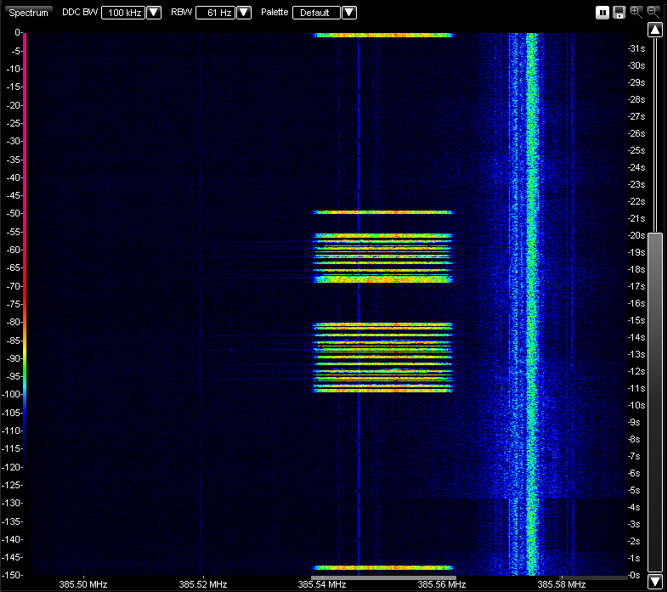 Spectrum DDC BW 100 kHz RBW 61 Hz Palette Default
0
-5
-10
-15
-20
-25
-30
-35
-40
-45
-50
-55
-60
-65
-70
-75
-80
-85
-90
-95
-100
-105
-110
-115
-120
-125
-130
-135
-140
-145
-150
-31s
-30s
-29s
-28s
-27s
-26s
-25s
-24s
-23s
-22s
-21s
-20s
-19s
-18s
-17s
-16s
-15s
-14s
-13s
-12s
-11s
-10s
-9s
-8s
-7s
-6s
-5s
-4s
-3s
-2s
-1s
-0s
385.50 MHz 385.52 MHz 385.54 MHz 385.56 MHz 385.58 MHz